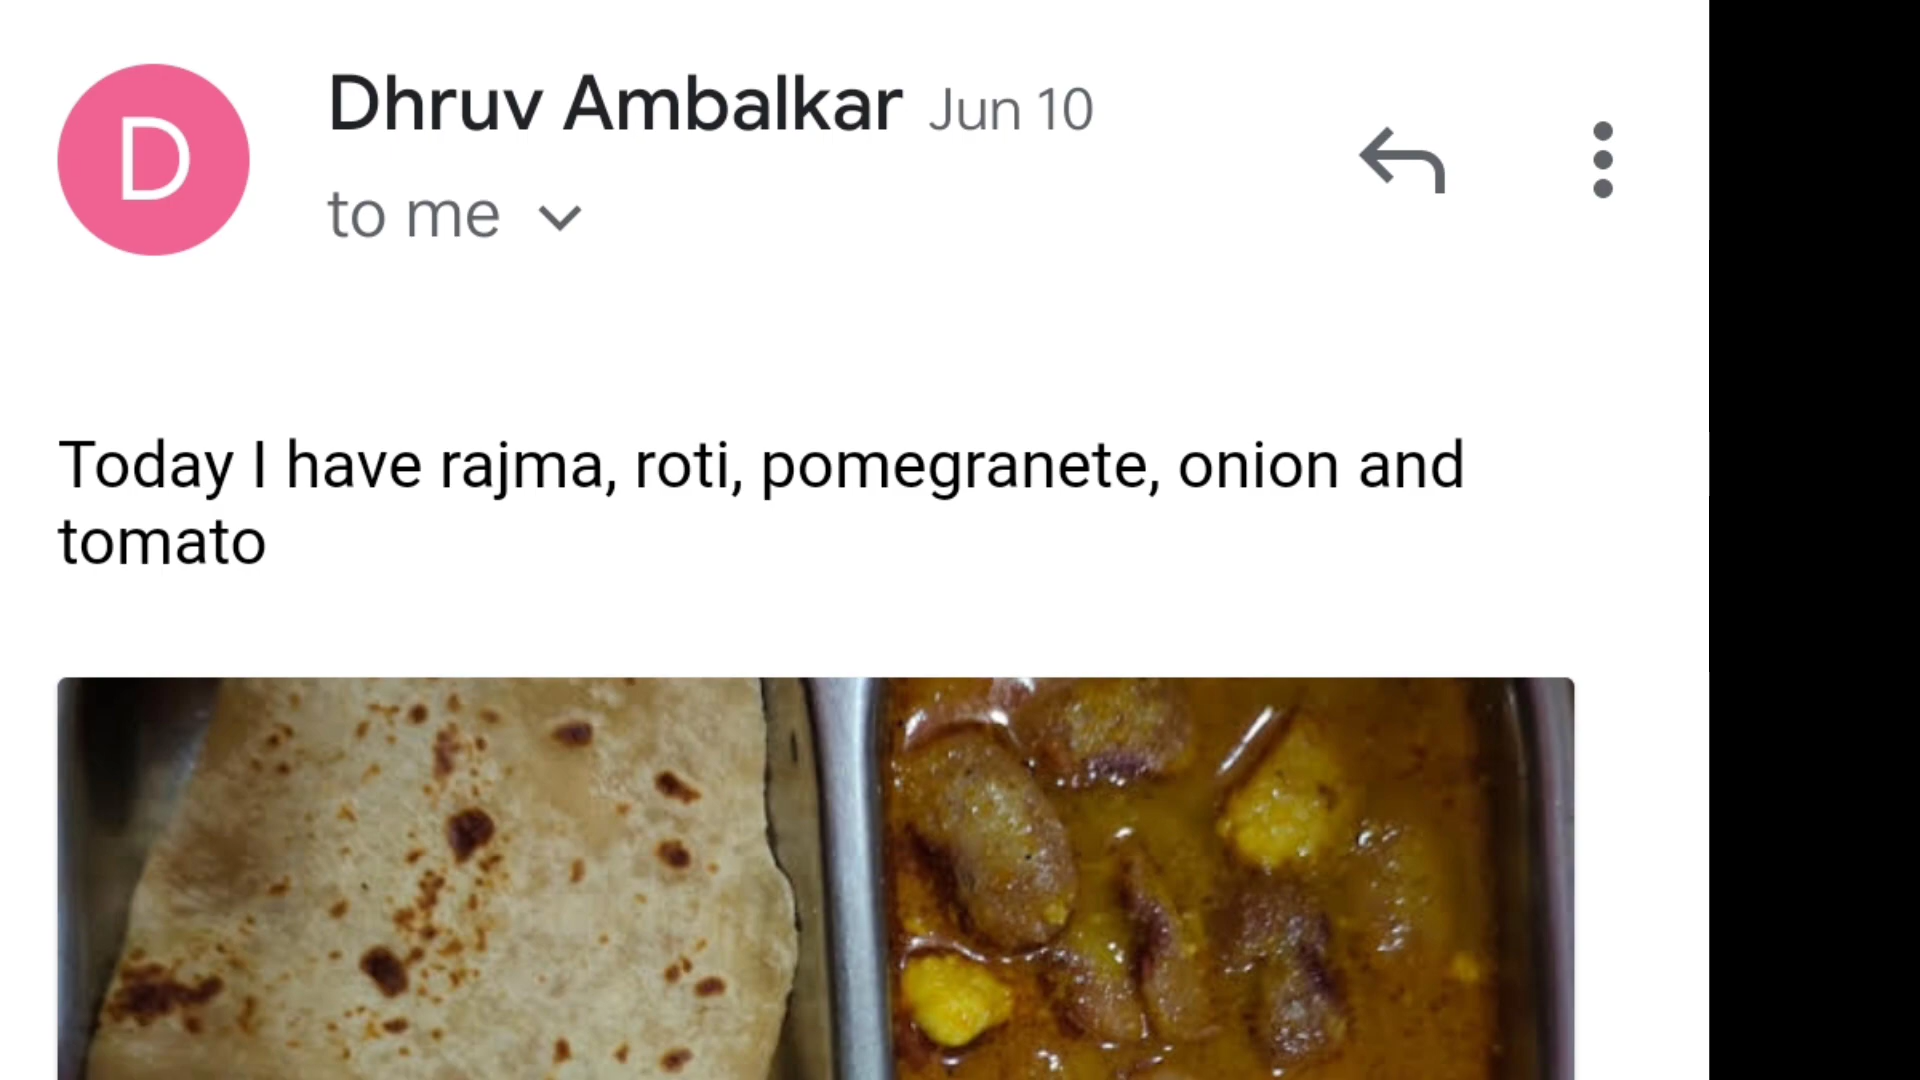 D
Dhruv Ambalkar Jun 10
to me
Today I have rajma, roti, pomegranete, onion and
tomato